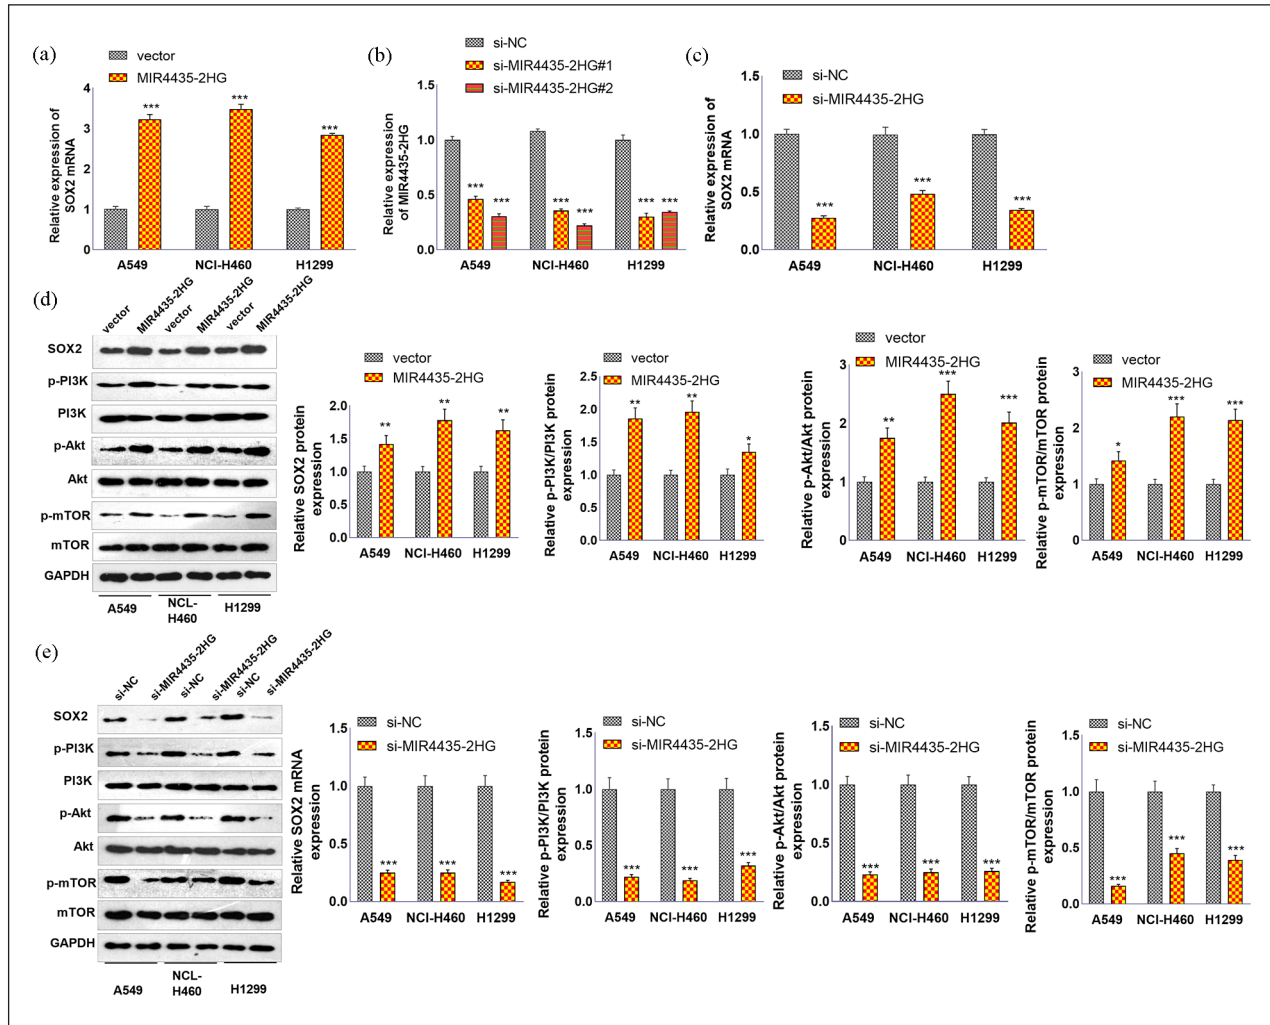 (a)
vector
MIR4435-2HG
Relative expression of
SOX2 mRNA
4
3
2
1
0
***
***
***
A549
NCI-H460
H1299
(b)
si-NC
si-MIR4435-2HG#1
si-MIR4435-2HG#2
Relative expression
of MIR4435-2HG
1.5
1.0
0.5
0.0
***
***
***
***
***
***
A549
NCI-H460
H1299
(c)
si-NC
si-MIR4435-2HG
Relative expression of
SOX2 mRNA
1.5
1.0
0.5
0.0
***
***
***
A549
NCI-H460
H1299
(d)
vector
MIR4435-2HG
vector
MIR4435-2HG
vector
MIR4435-2HG
SOX2
p-PI3K
PI3K
p-Akt
Akt
p-mTOR
mTOR
GAPDH
A549
NCL-
H460
H1299
vector
MIR4435-2HG
Relative SOX2 protein
expression
2.0
1.5
1.0
0.5
0.0
**
**
**
A549
NCI-H460
H1299
vector
MIR4435-2HG
Relative p-PI3K/PI3K protein
expression
2.5
2.0
1.5
1.0
0.5
0.0
**
**
*
A549
NCI-H460
H1299
vector
MIR4435-2HG
Relative p-Akt/Akt protein
expression
3
2
1
0
**
***
***
A549
NCI-H460
H1299
vector
MIR4435-2HG
Relative p-mTOR/mTOR protein
expression
3
2
1
0
*
***
***
A549
NCI-H460
H1299
(e)
si-NC
si-MIR4435-2HG
si-NC
si-MIR4435-2HG
si-NC
si-MIR4435-2HG
SOX2
p-PI3K
PI3K
p-Akt
Akt
p-mTOR
mTOR
GAPDH
A549
NCL-
H460
H1299
si-NC
si-MIR4435-2HG
Relative SOX2 mRNA
expression
1.5
1.0
0.5
0.0
***
***
***
A549
NCI-H460
H1299
si-NC
si-MIR4435-2HG
Relative p-PI3K/PI3K protein
expression
1.5
1.0
0.5
0.0
***
***
***
A549
NCI-H460
H1299
si-NC
si-MIR4435-2HG
Relative p-Akt/Akt protein
expression
1.5
1.0
0.5
0.0
***
***
***
A549
NCI-H460
H1299
si-NC
si-MIR4435-2HG
Relative p-mTOR/mTOR protein
expression
1.5
1.0
0.5
0.0
***
***
***
A549
NCI-H460
H1299